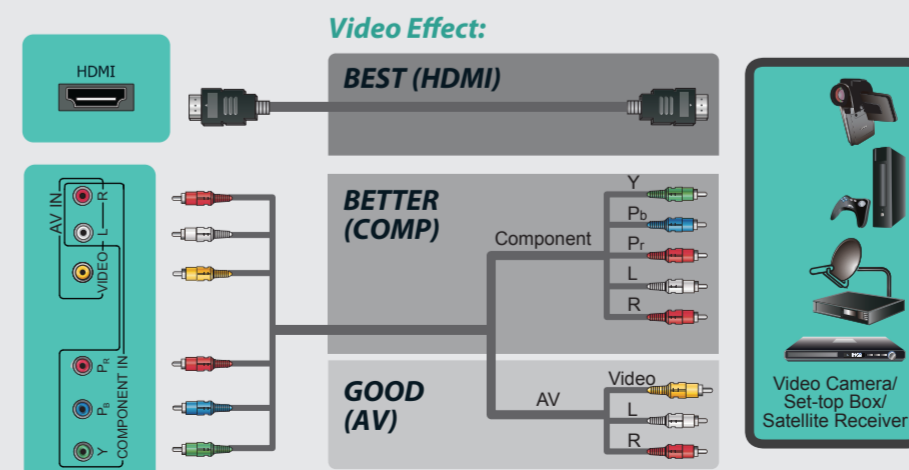 Video Effect:
HDMI
BEST (HDMI)
AV IN
R
L
VIDEO
PR
PB
Y
COMPONENT IN
BETTER
(COMP)
Component
Y
Pb
Pr
L
R
GOOD
(AV)
AV
Video
L
R
Video Camera/
Set-top Box/
Satellite Receiver